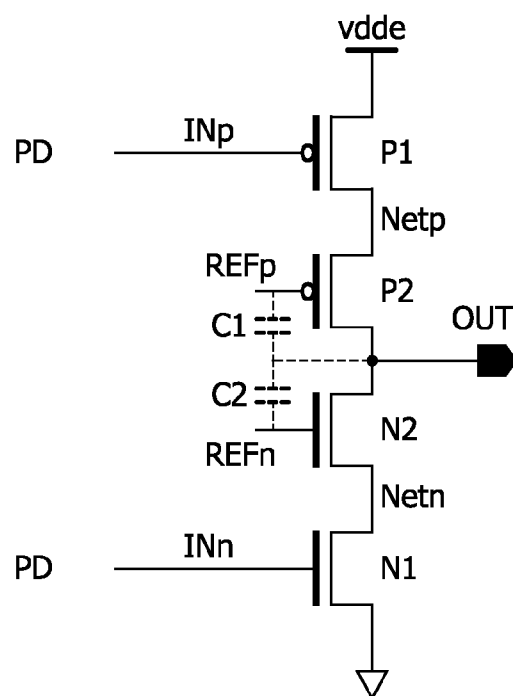 vdde
INp
PD
P1
Netp
REFp
P2
C1
OUT
C2
N2
REFn
Netn
INn
PD
N1